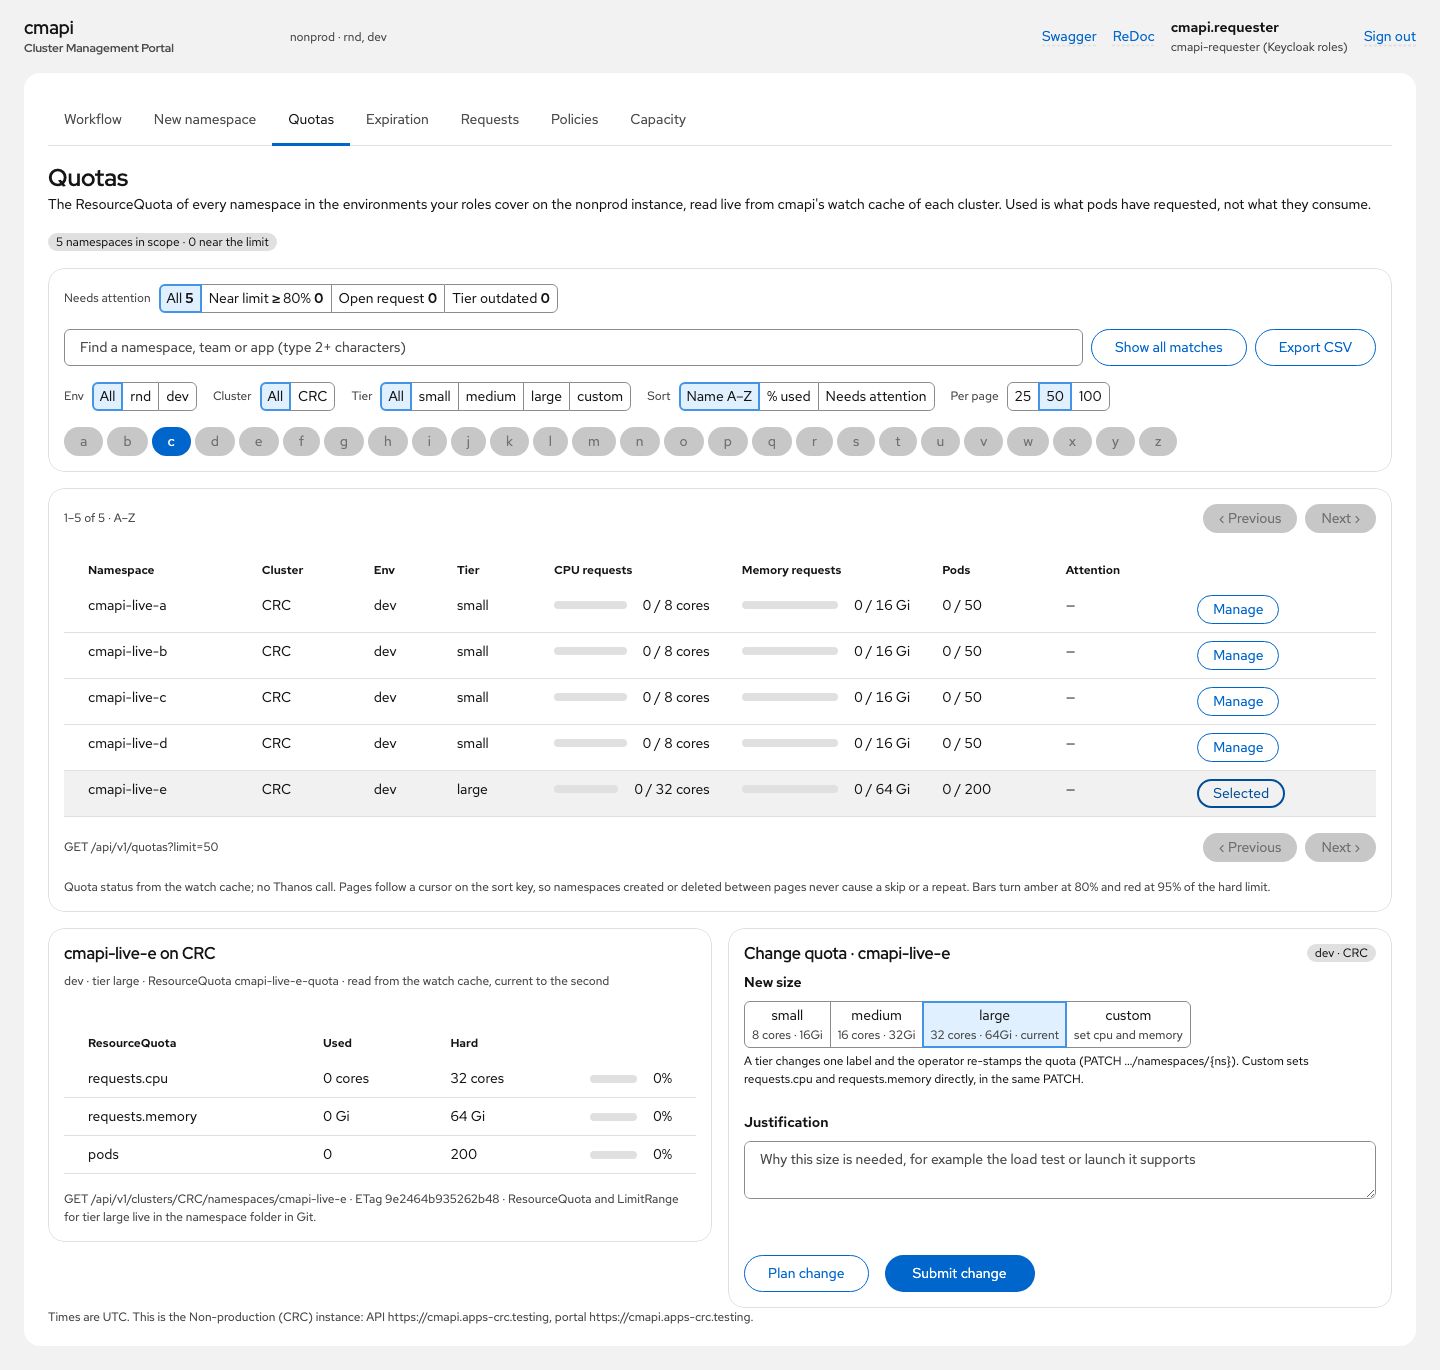 cmapi
Cluster Management Portal
nonprod · rnd, dev
Swagger
ReDoc
cmapi.requester
cmapi-requester (Keycloak roles)
Sign out
Workflow
New namespace
Quotas
Expiration
Requests
Policies
Capacity
Quotas
The ResourceQuota of every namespace in the environments your roles cover on the nonprod instance, read live from cmapi's watch cache of each cluster. Used is what pods have requested, not what they consume.
5 namespaces in scope · 0 near the limit
Needs attention All 5 Near limit ≥ 80% 0 Open request 0 Tier outdated 0
Find a namespace, team or app (type 2+ characters) Show all matches Export CSV
Env All rnd dev Cluster All CRC Tier All small medium large custom Sort Name A–Z % used Needs attention Per page 25 50 100
a b c d e f g h i j k l m n o p q r s t u v w x y z
1–5 of 5 · A–Z ‹ Previous Next ›
Namespace Cluster Env Tier CPU requests Memory requests Pods Attention
cmapi-live-a CRC dev small 0 / 8 cores 0 / 16 Gi 0 / 50 – Manage
cmapi-live-b CRC dev small 0 / 8 cores 0 / 16 Gi 0 / 50 – Manage
cmapi-live-c CRC dev small 0 / 8 cores 0 / 16 Gi 0 / 50 – Manage
cmapi-live-d CRC dev small 0 / 8 cores 0 / 16 Gi 0 / 50 – Manage
cmapi-live-e CRC dev large 0 / 32 cores 0 / 64 Gi 0 / 200 – Selected
GET /api/v1/quotas?limit=50 ‹ Previous Next ›
Quota status from the watch cache; no Thanos call. Pages follow a cursor on the sort key, so namespaces created or deleted between pages never cause a skip or a repeat. Bars turn amber at 80% and red at 95% of the hard limit.
cmapi-live-e on CRC
dev · tier large · ResourceQuota cmapi-live-e-quota · read from the watch cache, current to the second
ResourceQuota Used Hard
requests.cpu 0 cores 32 cores 0%
requests.memory 0 Gi 64 Gi 0%
pods 0 200 0%
GET /api/v1/clusters/CRC/namespaces/cmapi-live-e · ETag 9e2464b935262b48 · ResourceQuota and LimitRange
for tier large live in the namespace folder in Git.
Change quota · cmapi-live-e dev · CRC
New size
small medium large custom
8 cores · 16Gi 16 cores · 32Gi 32 cores · 64Gi · current set cpu and memory
A tier changes one label and the operator re-stamps the quota (PATCH …/namespaces/{ns}). Custom sets
requests.cpu and requests.memory directly, in the same PATCH.
Justification
Why this size is needed, for example the load test or launch it supports
Plan change Submit change
Times are UTC. This is the Non-production (CRC) instance: API https://cmapi.apps-crc.testing, portal https://cmapi.apps-crc.testing.